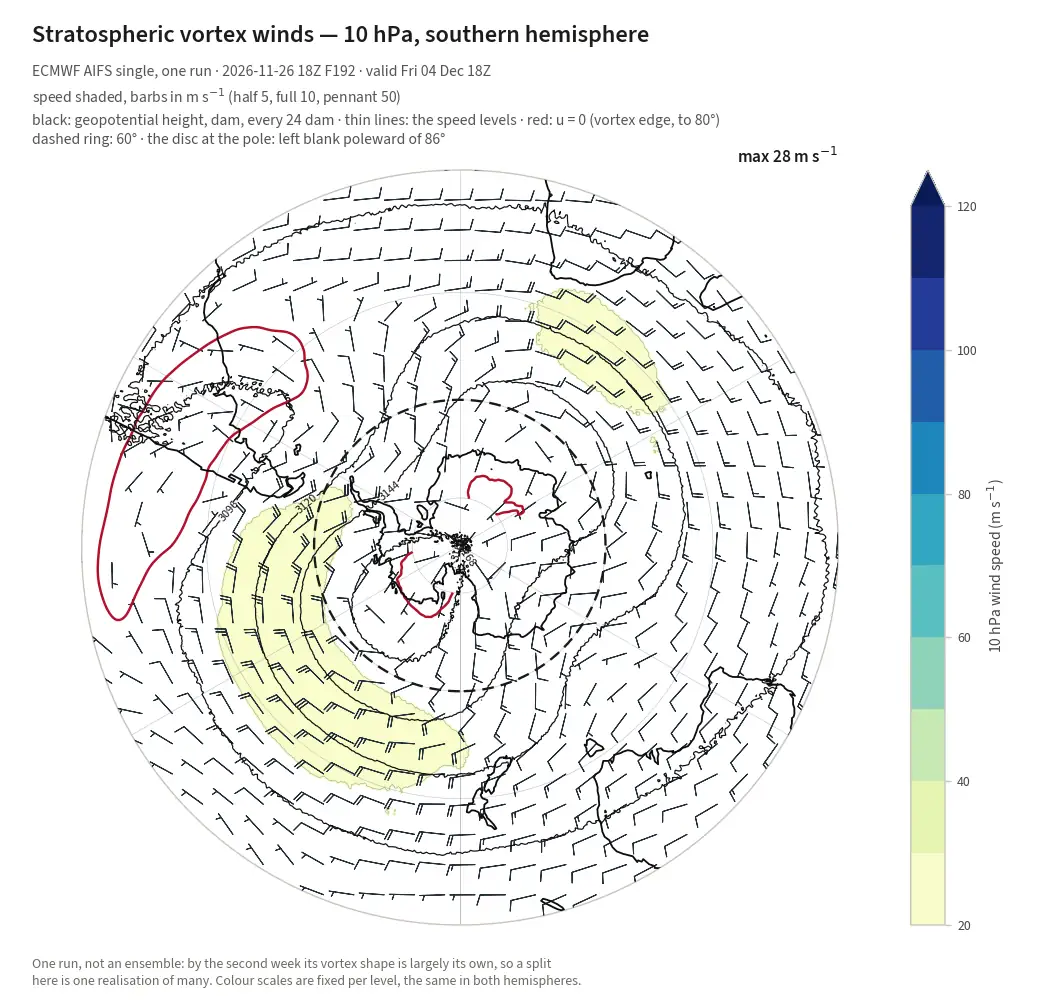 Stratospheric vortex winds — 10 hPa, southern hemisphere
ECMWF AIFS single, one run · 2026-11-26 18Z F192 · valid Fri 04 Dec 18Z
speed shaded, barbs in m s⁻¹ (half 5, full 10, pennant 50)
black: geopotential height, dam, every 24 dam · thin lines: the speed levels · red: u = 0 (vortex edge, to 80°)
dashed ring: 60° · the disc at the pole: left blank poleward of 86°
max 28 m s⁻¹
120
100
80
60
40
20
10 hPa wind speed (m s⁻¹)
3096
3120
3144
One run, not an ensemble: by the second week its vortex shape is largely its own, so a split
here is one realisation of many. Colour scales are fixed per level, the same in both hemispheres.